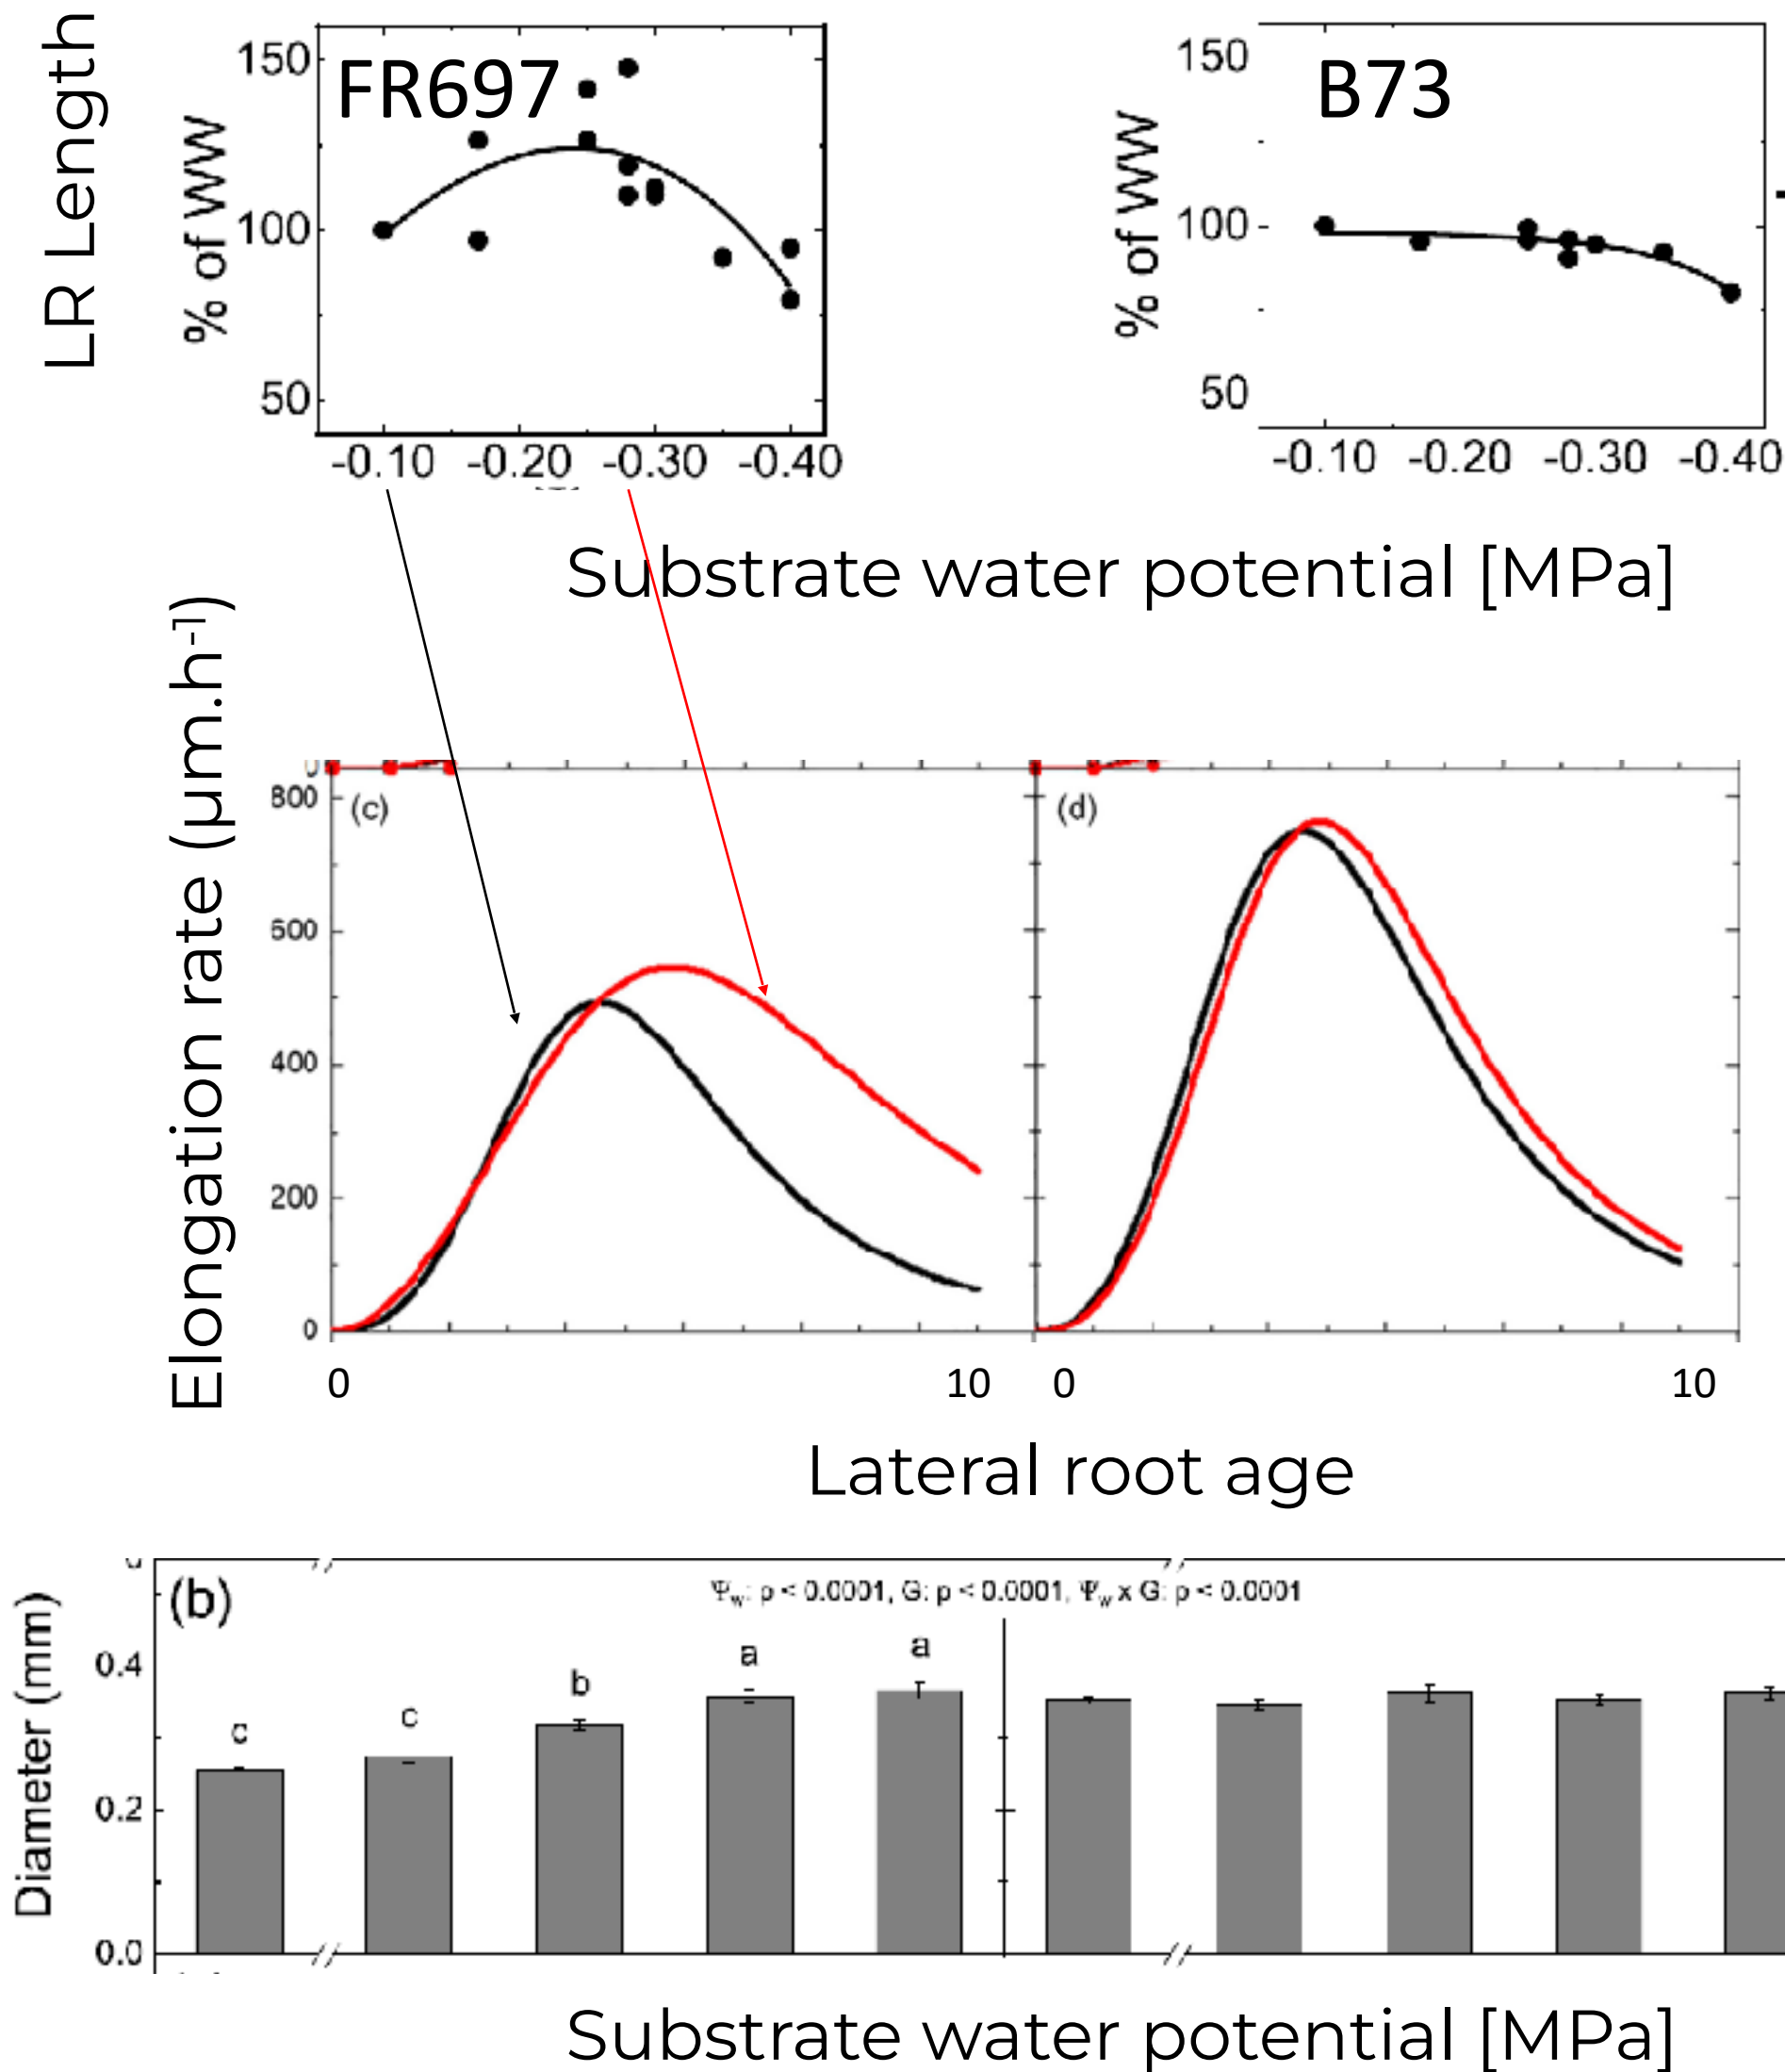 LR Length
% of WW
150
100
50
FR697
-0.10 -0.20 -0.30 -0.40
% of WW
150
100
50
B73
-0.10 -0.20 -0.30 -0.40
Substrate water potential [MPa]
Elongation rate (µm.h⁻¹)
800
600
400
200
0
(c)
(d)
0 10 0 10
Lateral root age
Diameter (mm)
(b)
Ψw: p < 0.0001, G: p < 0.0001, Ψw x G: p < 0.0001
0.4
0.2
0.0
c c b a a
Substrate water potential [MPa]